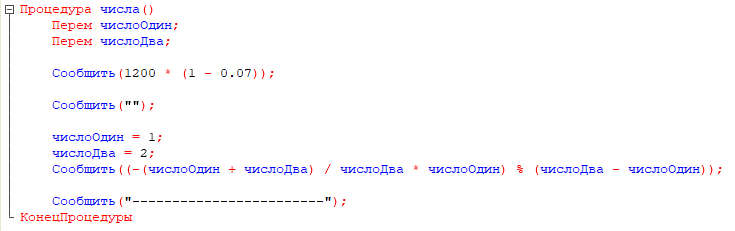 Процедура числа()
Перем числоОдин;
Перем числоДва;
Сообщить(1200 * (1 - 0.07));
Сообщить("");
числоОдин = 1;
числоДва = 2;
Сообщить((-(числоОдин + числоДва) / числоДва * числоОдин) % (числоДва - числоОдин));
Сообщить("------------------------");
КонецПроцедуры